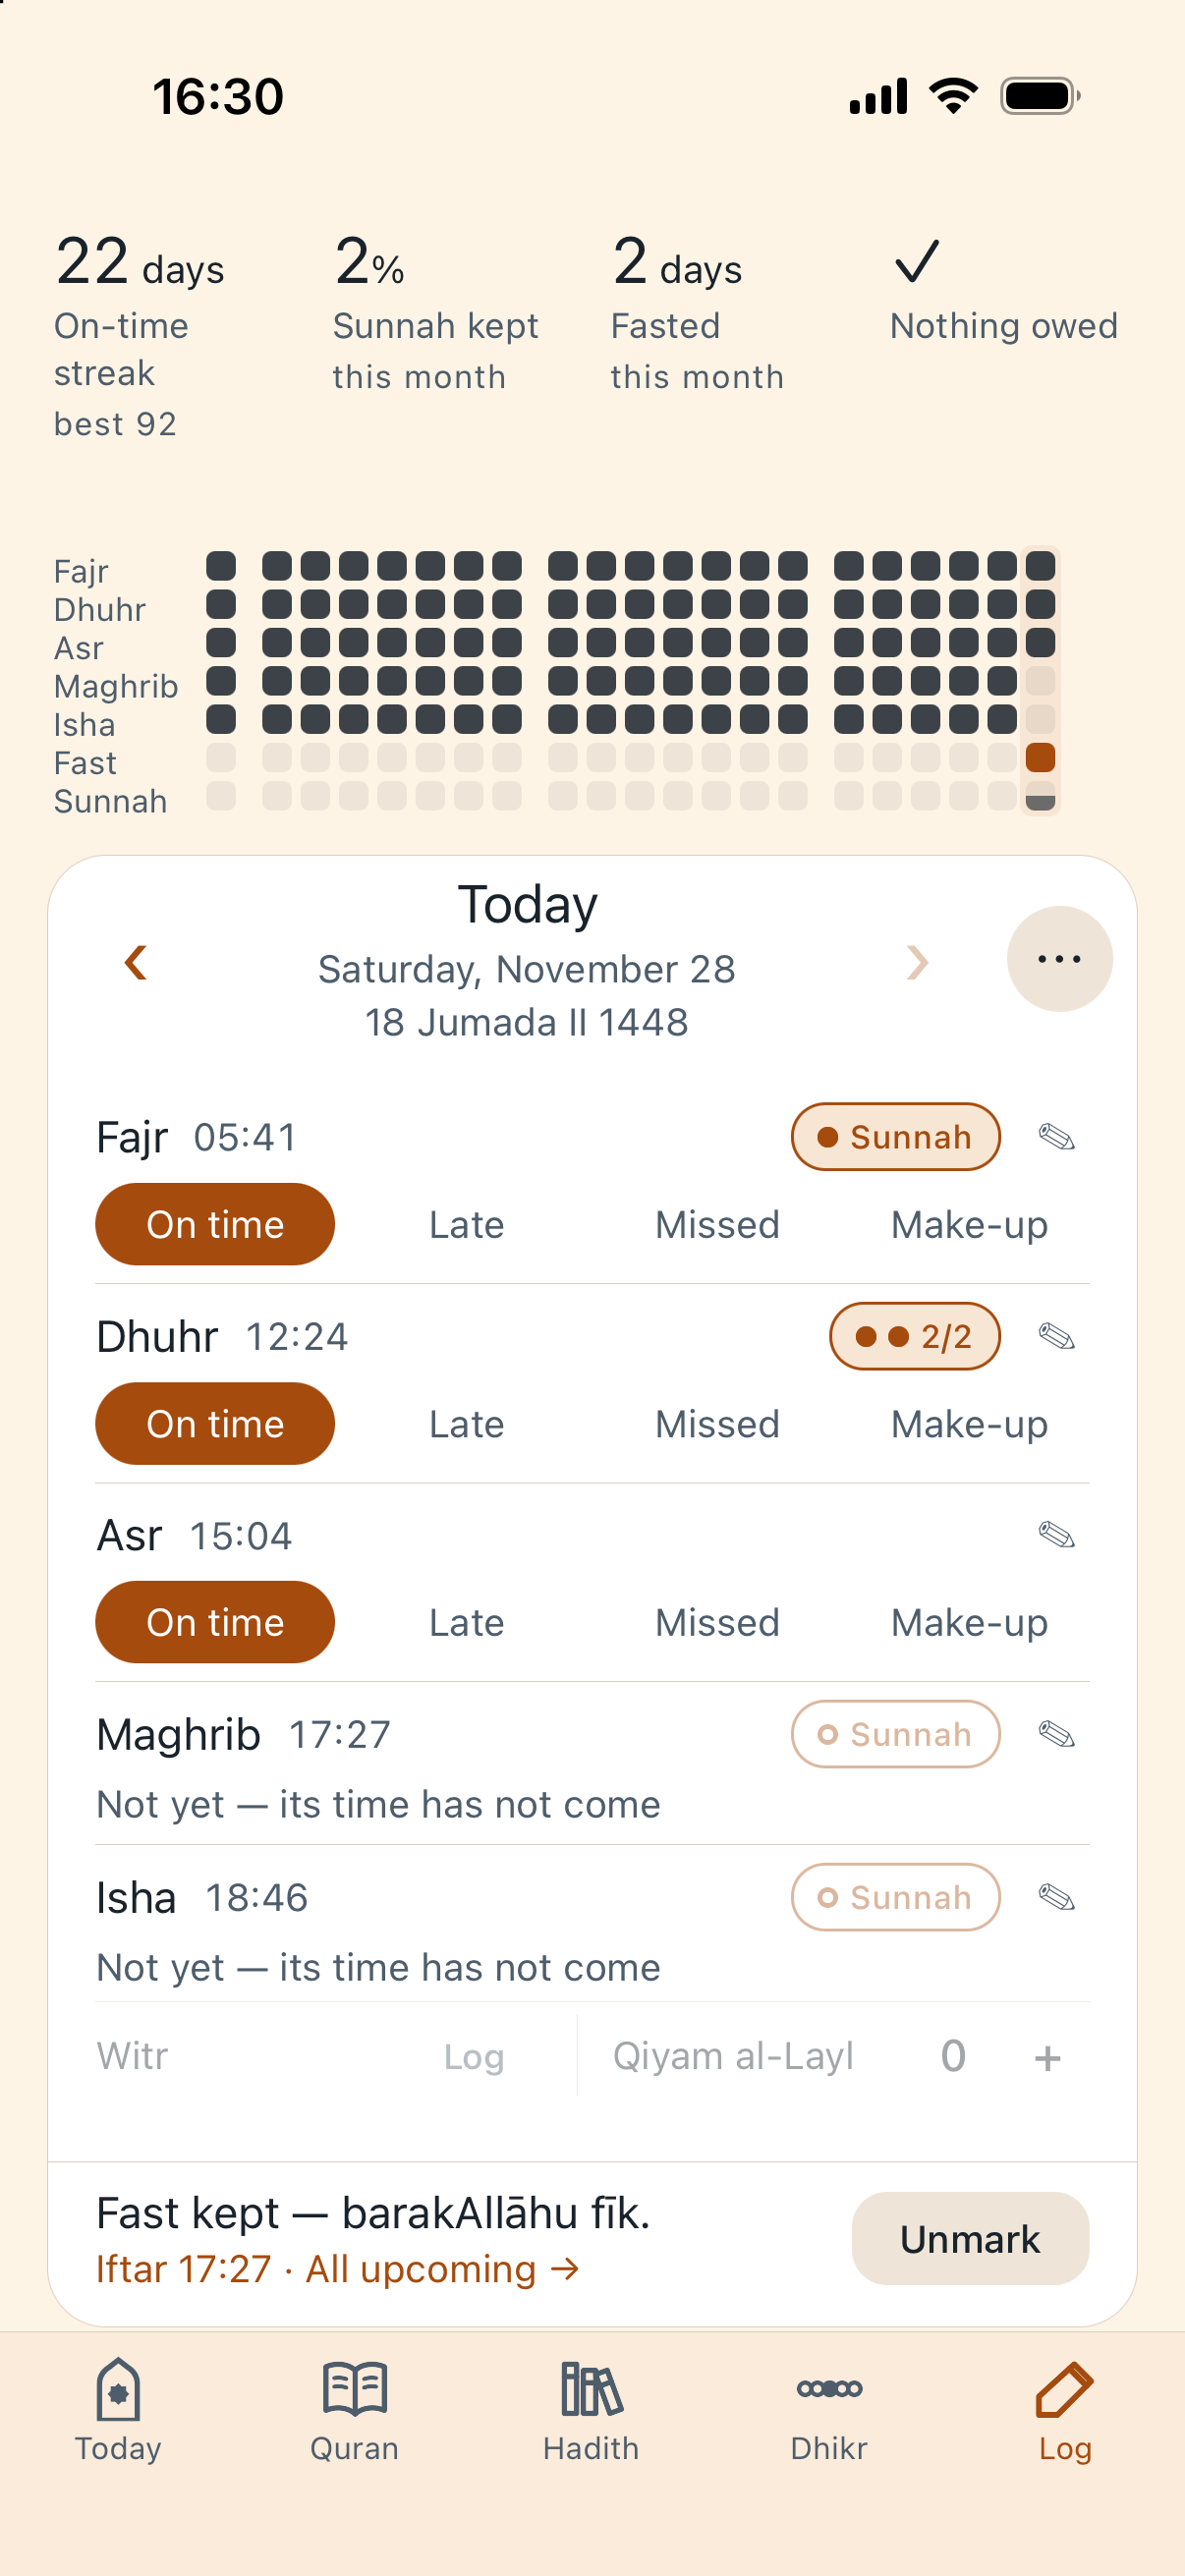 16:30
22 days
On-time
streak
best 92
2%
Sunnah kept
this month
2 days
Fasted
this month
✓
Nothing owed
Fajr
Dhuhr
Asr
Maghrib
Isha
Fast
Sunnah
Today
Saturday, November 28
18 Jumada II 1448
Fajr 05:41 Sunnah
On time Late Missed Make-up
Dhuhr 12:24 2/2
On time Late Missed Make-up
Asr 15:04
On time Late Missed Make-up
Maghrib 17:27 Sunnah
Not yet — its time has not come
Isha 18:46 Sunnah
Not yet — its time has not come
Witr Log Qiyam al-Layl 0 +
Fast kept — barakAllāhu fīk.
Iftar 17:27 · All upcoming →
Unmark
Today Quran Hadith Dhikr Log